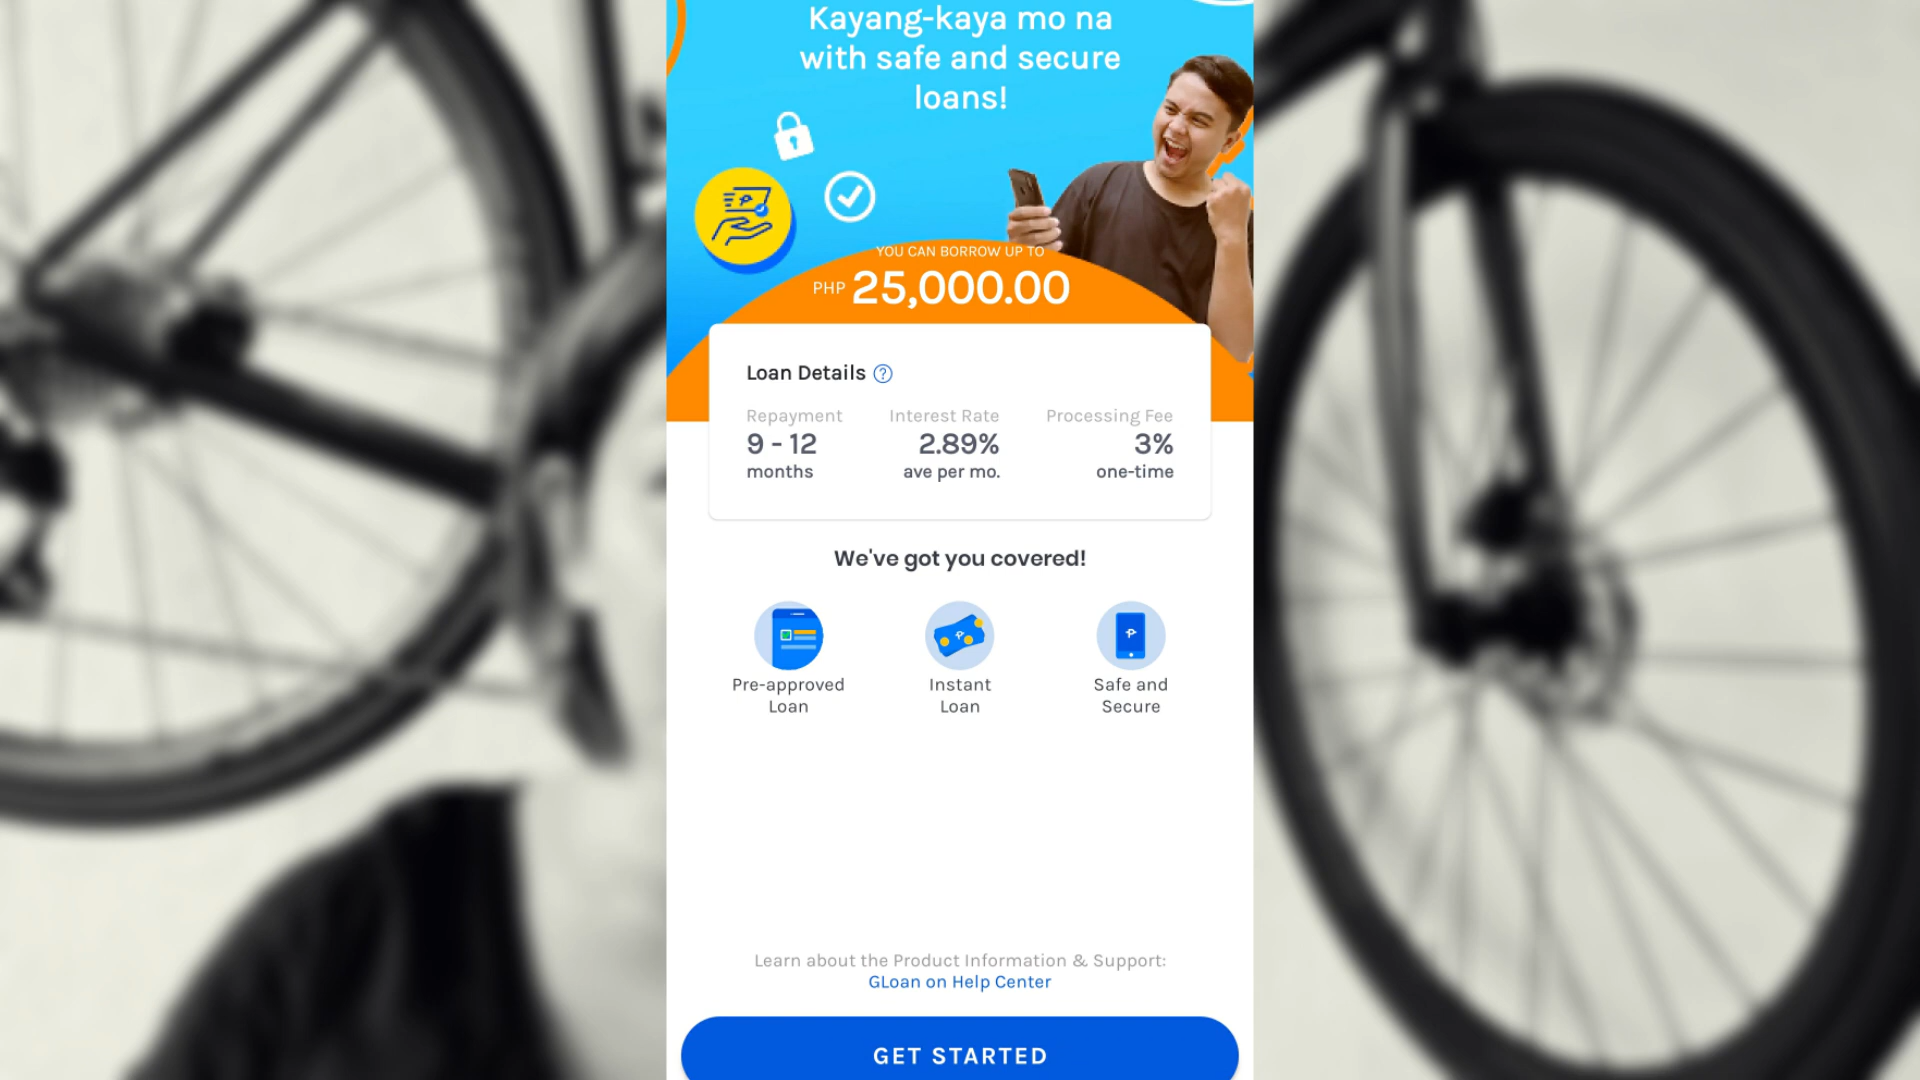 Kayang-kaya mo na
with safe and secure
loans!
YOU CAN BORROW UP TO
PHP 25,000.00
Loan Details ?
Repayment
9 - 12
months
Interest Rate
2.89%
ave per mo.
Processing Fee
3%
one-time
We've got you covered!
Pre-approved
Loan
Instant
Loan
Safe and
Secure
Learn about the Product Information & Support:
GLoan on Help Center
GET STARTED